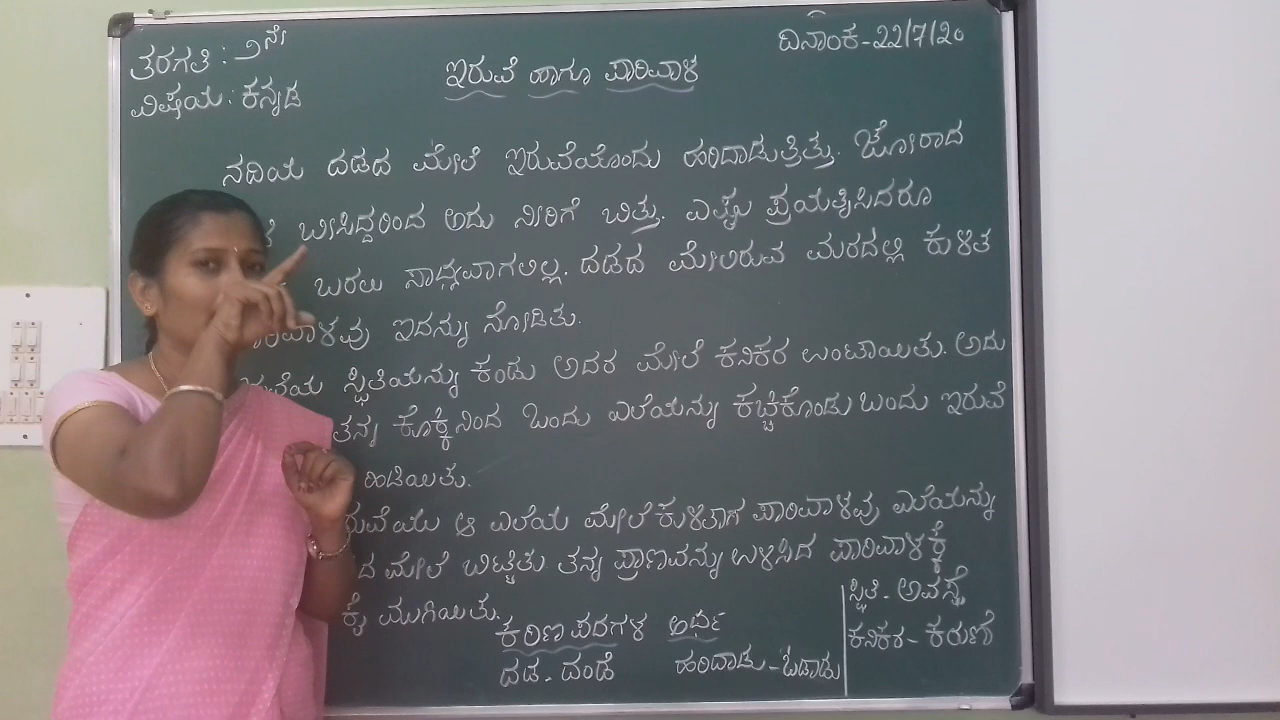 ತರಗತಿ : ೨ನೇ
ದಿನಾಂಕ-22/7/20
ವಿಷಯ: ಕನ್ನಡ
ಇರುವೆ ಹಾಗೂ ಪಾರಿವಾಳ
ನದಿಯ ದಡದ ಮೇಲೆ ಇರುವೆಯೊಂದು ಹರಿದಾಡುತ್ತಿತ್ತು. ಜೋರಾದ
ಬೀಸಿದ್ದರಿಂದ ಅದು ನೀರಿಗೆ ಬಿತ್ತು. ಎಷ್ಟು ಪ್ರಯತ್ನಿಸಿದರೂ
ಬರಲು ಸಾಧ್ಯವಾಗಲಿಲ್ಲ. ದಡದ ಮೇಲಿರುವ ಮರದಲ್ಲಿ ಕುಳಿತ
ಇದನ್ನು ನೋಡಿತು.
ಸ್ಥಿತಿಯನ್ನು ಕಂಡು ಅದರ ಮೇಲೆ ಕನಿಕರ ಉಂಟಾಯಿತು. ಅದು
ತನ್ನ ಕೊಕ್ಕಿನಿಂದ ಒಂದು ಎಲೆಯನ್ನು ಕಚ್ಚಿಕೊಂಡು ಬಂದು ಇರುವೆ
ಹಿಡಿಯಿತು.
ಆ ಎಲೆಯ ಮೇಲೆ ಕುಳಿತಾಗ ಪಾರಿವಾಳವು ಎಲೆಯನ್ನು
ಮೇಲೆ ಬಿಟ್ಟಿತು ತನ್ನ ಪ್ರಾಣವನ್ನು ಉಳಿಸಿದ ಪಾರಿವಾಳಕ್ಕೆ
ಕೈ ಮುಗಿಯಿತು.
ಕಠಿಣ ಪದಗಳ ಅರ್ಥ
ದಡ - ದಂಡೆ ಹರಿದಾಡು - ಓಡಾಡು
ಸ್ಥಿತಿ - ಅವಸ್ಥೆ
ಕನಿಕರ - ಕರುಣೆ